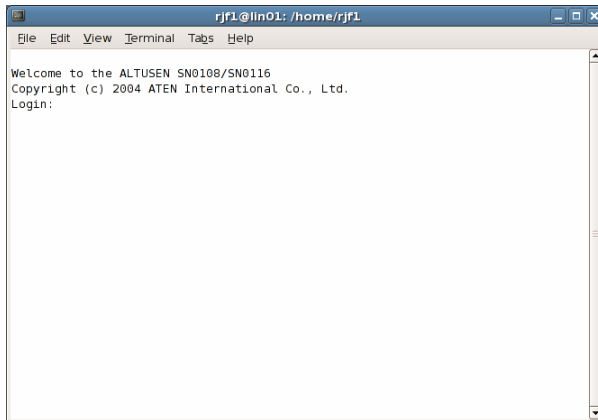 rjf1@lin01: /home/rjf1
File Edit View Terminal Tabs Help
Welcome to the ALTUSEN SN0108/SN0116
Copyright (c) 2004 ATEN International Co., Ltd.
Login: